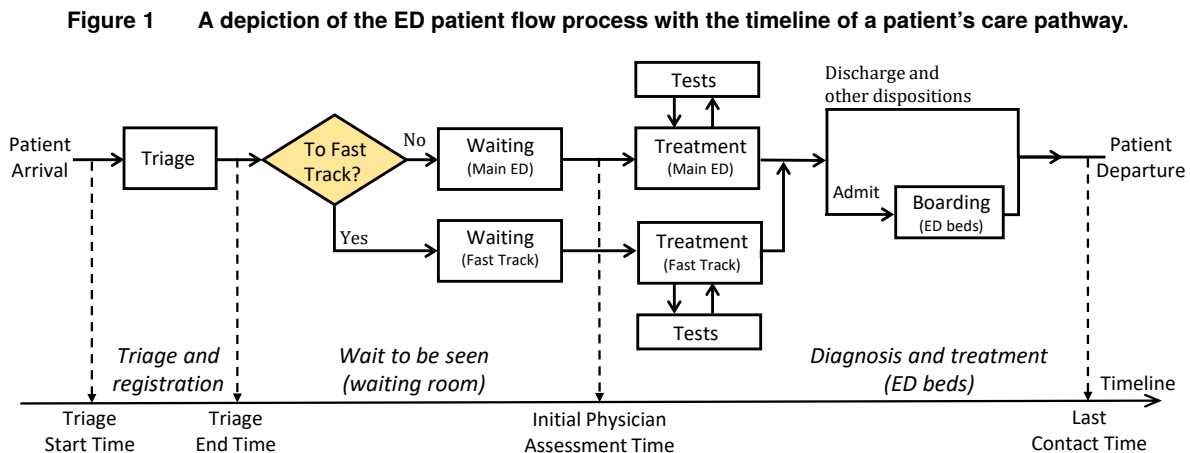 Figure 1 A depiction of the ED patient flow process with the timeline of a patient's care pathway.
Tests
Discharge and
other dispositions
Patient
Arrival
Triage
To Fast
Track?
No
Waiting
(Main ED)
Treatment
(Main ED)
Patient
Departure
Admit
Boarding
(ED beds)
Yes
Waiting
(Fast Track)
Treatment
(Fast Track)
Tests
Triage and
registration
Wait to be seen
(waiting room)
Diagnosis and treatment
(ED beds)
Timeline
Triage
Start Time
Triage
End Time
Initial Physician
Assessment Time
Last
Contact Time